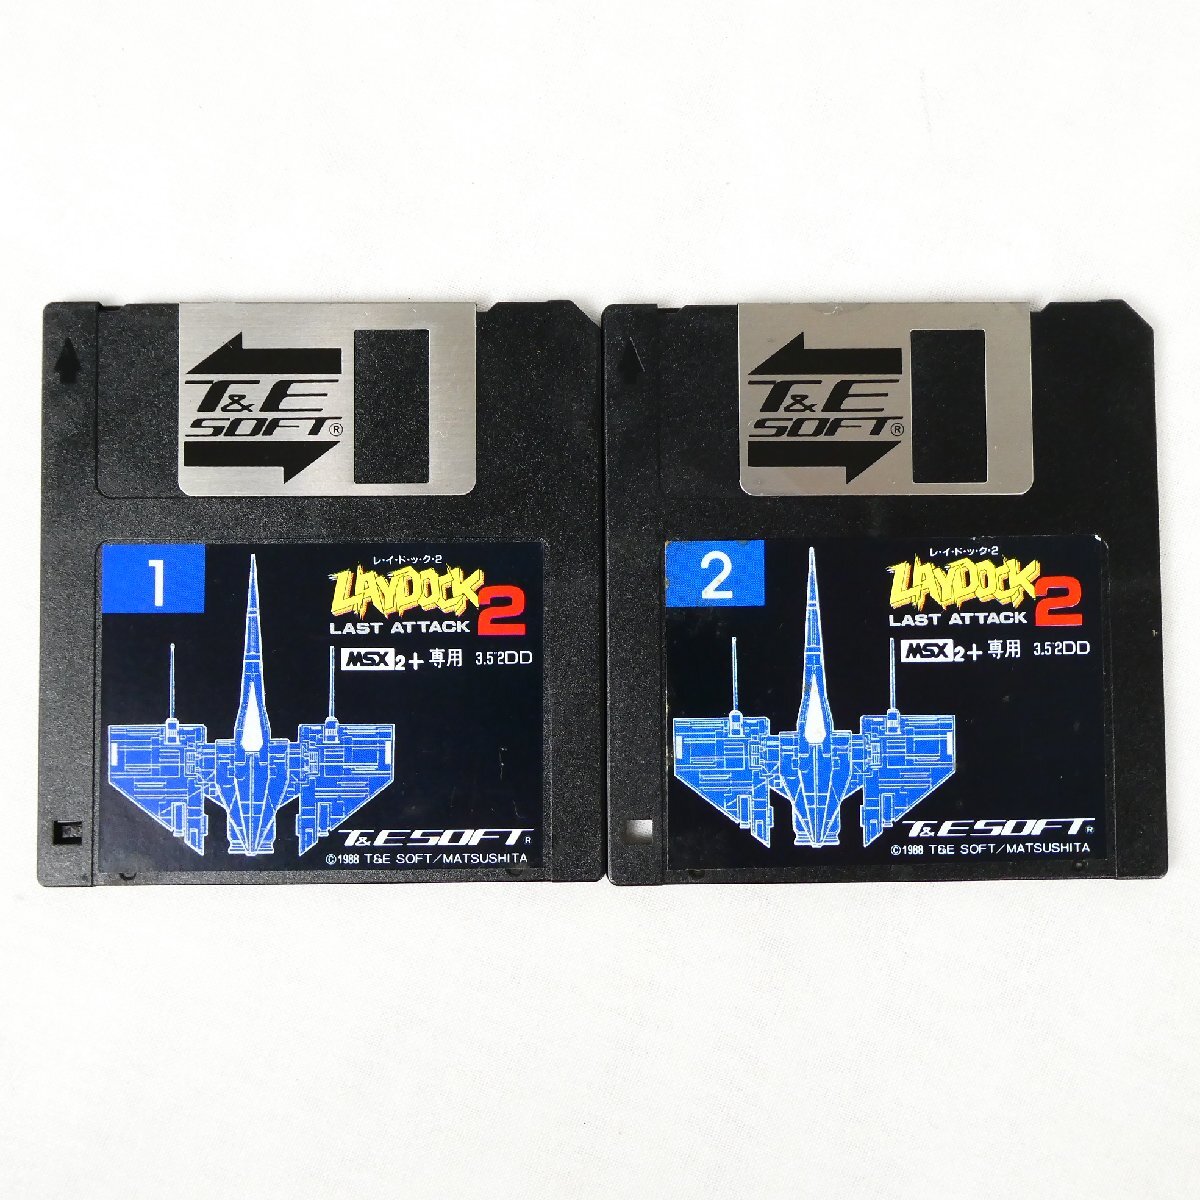 T&E
SOFT®
1
レ・イ・ド・ッ・ク・2
LAYDOCK 2
LAST ATTACK
MSX 2+ 専用 3.5"2DD
T&ESOFT®
©1988 T&E SOFT/MATSUSHITA
T&E
SOFT®
2
レ・イ・ド・ッ・ク・2
LAYDOCK 2
LAST ATTACK
MSX 2+ 専用 3.5"2DD
T&ESOFT®
©1988 T&E SOFT/MATSUSHITA